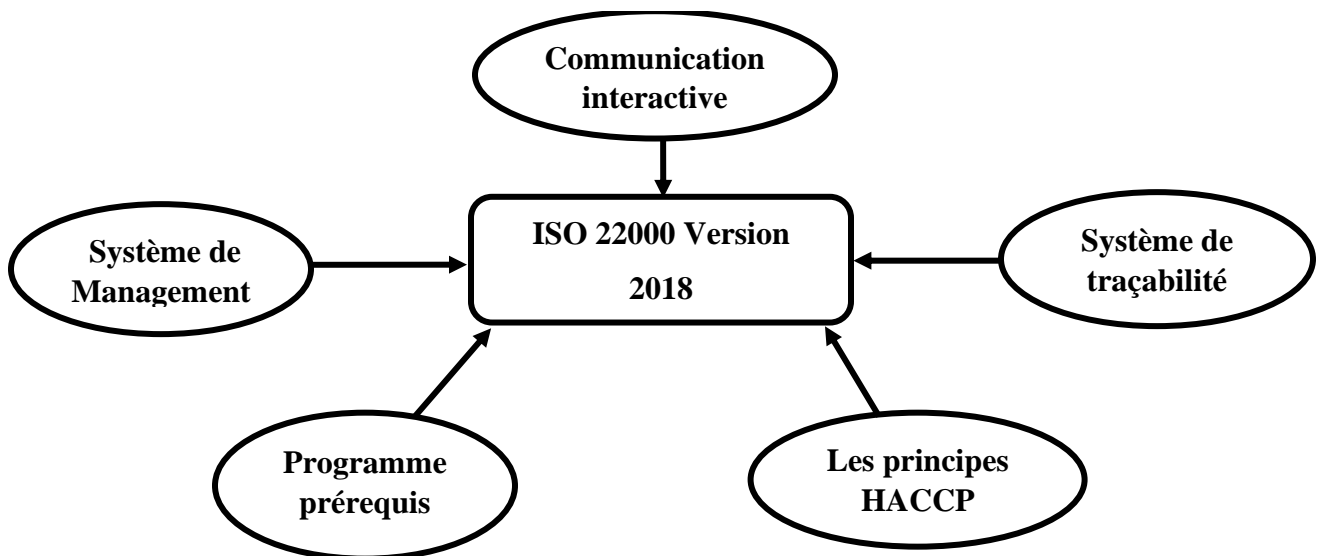 Communication
interactive
ISO 22000 Version
2018
Système de
Management
Système de
traçabilité
Programme
prérequis
Les principes
HACCP